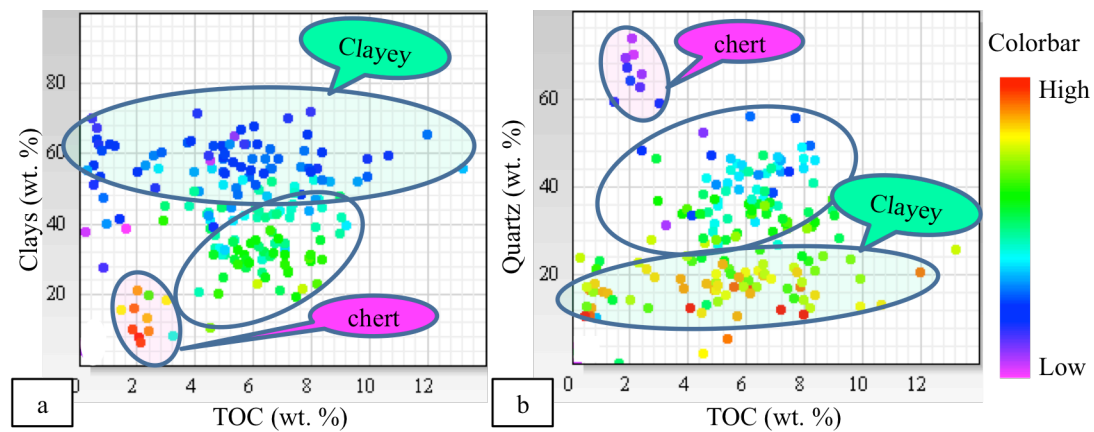 Clayey
chert
Colorbar
High
Low
Clays (wt. %)
80
60
40
20
chert
0 2 4 6 8 10 12
TOC (wt. %)
a
Quartz (wt. %)
60
40
20
Clayey
0 2 4 6 8 10 12
TOC (wt. %)
b